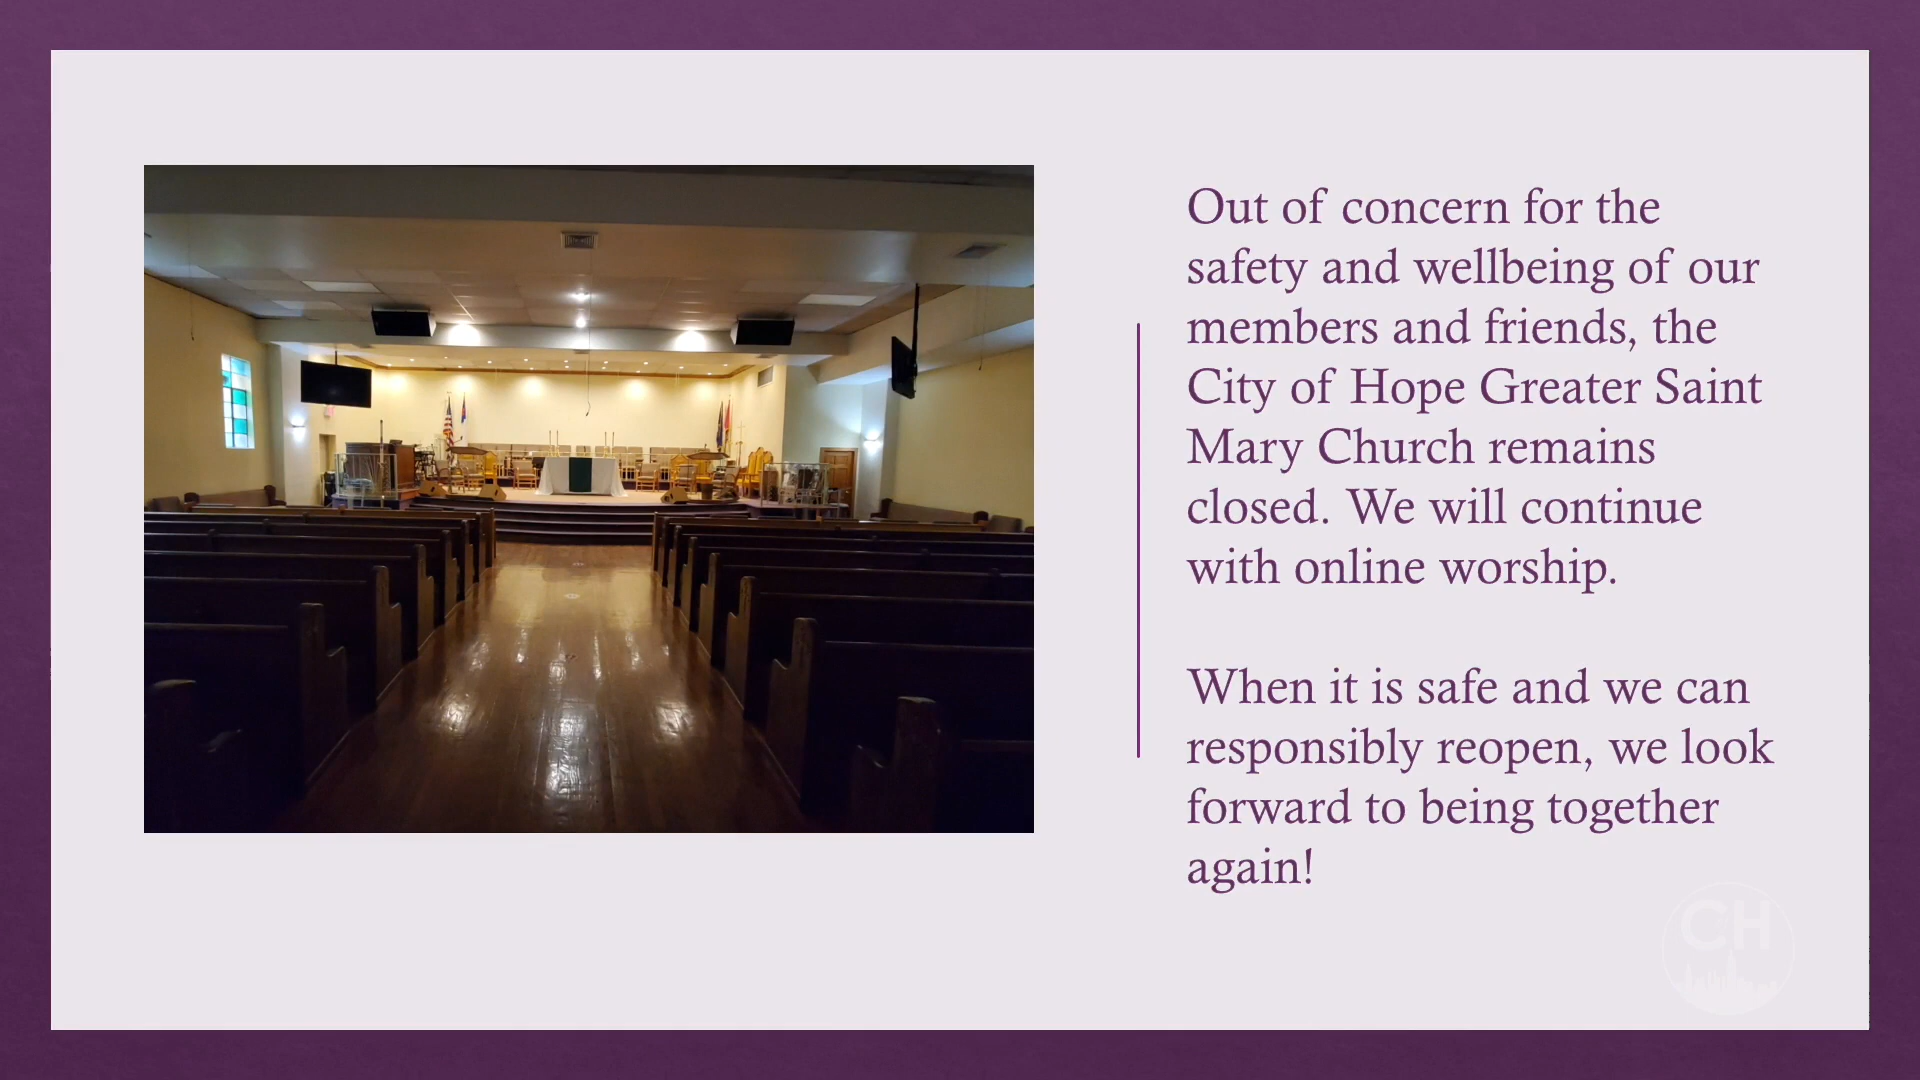 Out of concern for the
safety and wellbeing of our
members and friends, the
City of Hope Greater Saint
Mary Church remains
closed. We will continue
with online worship.
When it is safe and we can
responsibly reopen, we look
forward to being together
again!
CH